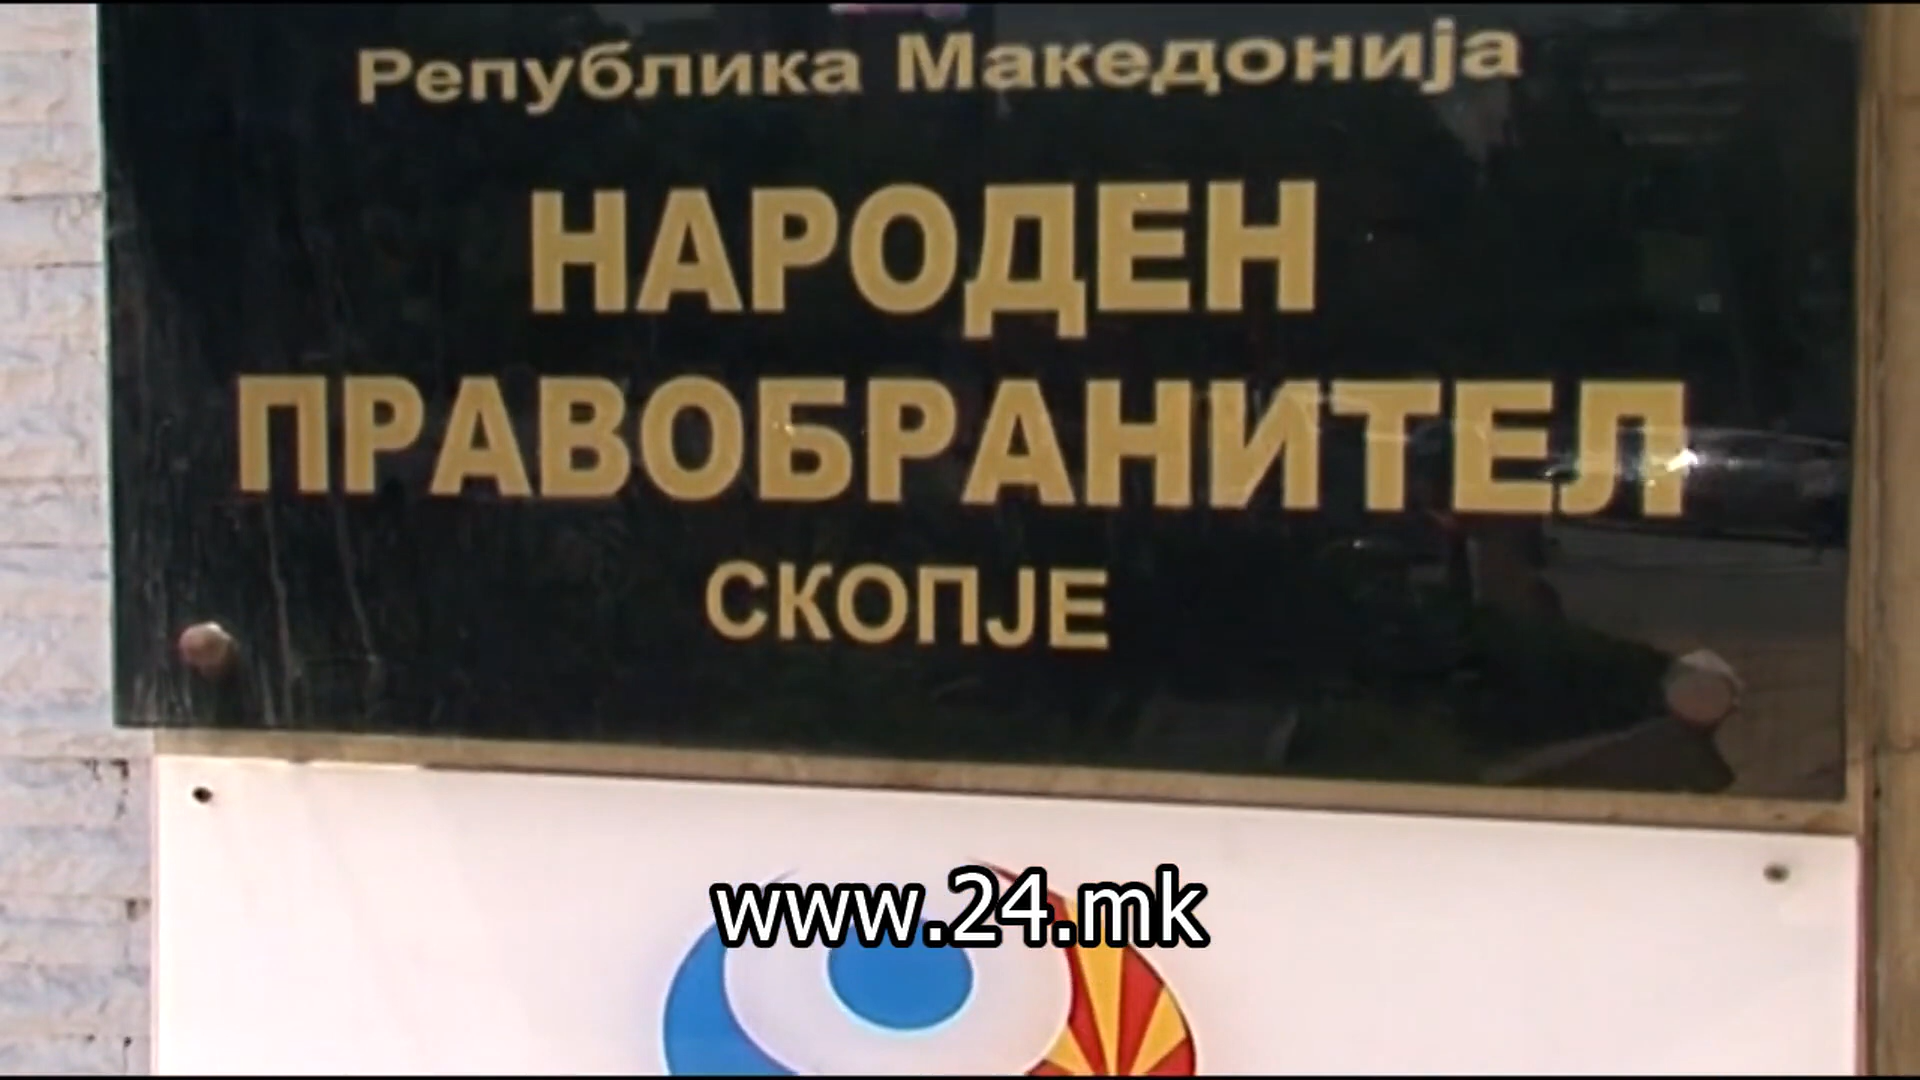 Република Македонија
НАРОДЕН
ПРАВОБРАНИТЕЛ
СКОПЈЕ
www.24.mk